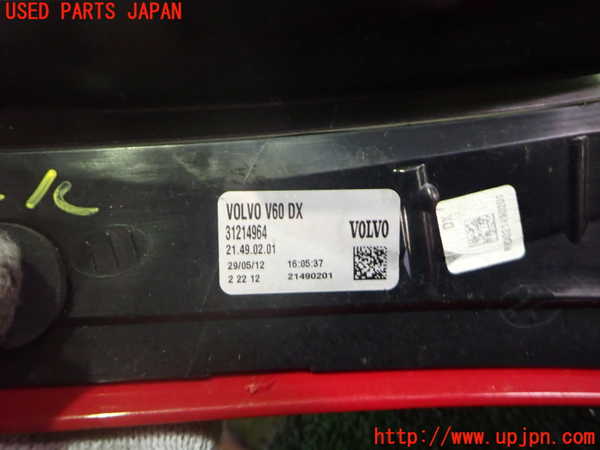 USED PARTS JAPAN
R
VOLVO V60 DX
31214964
VOLVO
21.49.02.01
29/05/12 16:05:37
2 22 12 21490201
DX
http://www.upjpn.com/